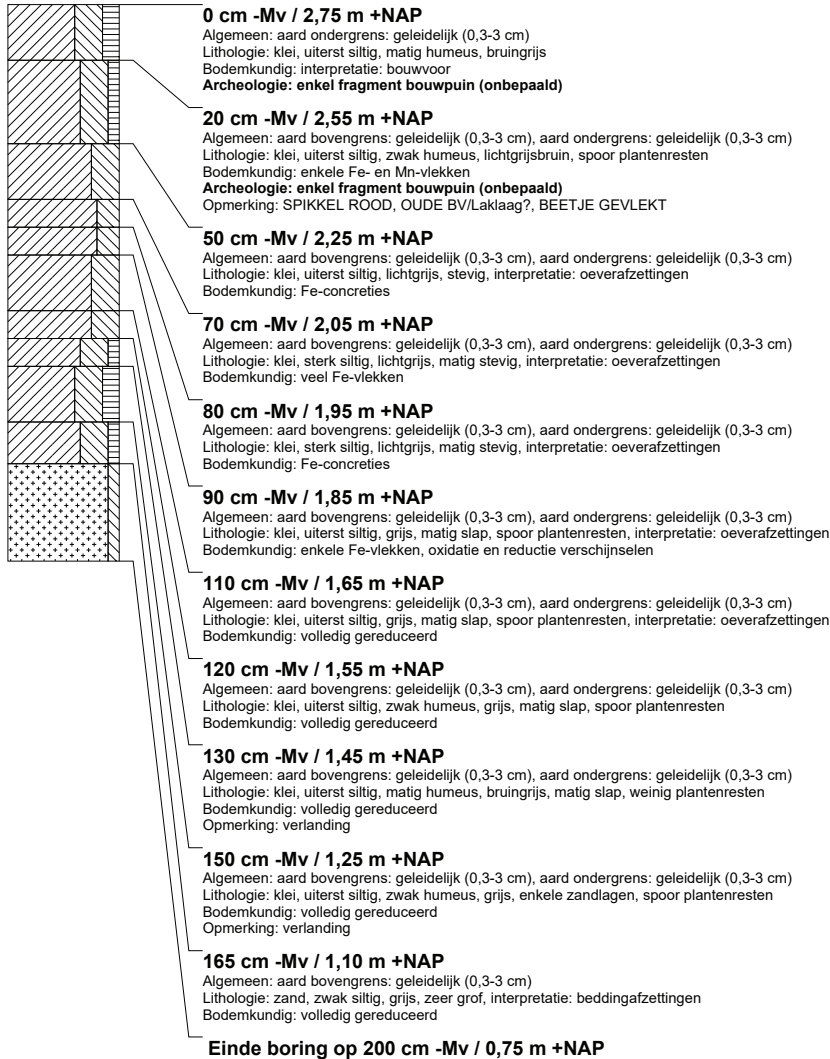 0 cm -Mv / 2,75 m +NAP
Algemeen: aard ondergrens: geleidelijk (0,3-3 cm)
Lithologie: klei, uiterst siltig, matig humeus, bruingrijs
Bodemkundig: interpretatie: bouwvoor
Archeologie: enkel fragment bouwpuin (onbepaald)
20 cm -Mv / 2,55 m +NAP
Algemeen: aard bovengrens: geleidelijk (0,3-3 cm), aard ondergrens: geleidelijk (0,3-3 cm)
Lithologie: klei, uiterst siltig, zwak humeus, lichtgrijsbruin, spoor plantenresten
Bodemkundig: enkele Fe- en Mn-vlekken
Archeologie: enkel fragment bouwpuin (onbepaald)
Opmerking: SPIKKEL ROOD, OUDE BV/Laklaag?, BEETJE GEVLEKT
50 cm -Mv / 2,25 m +NAP
Algemeen: aard bovengrens: geleidelijk (0,3-3 cm), aard ondergrens: geleidelijk (0,3-3 cm)
Lithologie: klei, uiterst siltig, lichtgrijs, stevig, interpretatie: oeverafzettingen
Bodemkundig: Fe-concreties
70 cm -Mv / 2,05 m +NAP
Algemeen: aard bovengrens: geleidelijk (0,3-3 cm), aard ondergrens: geleidelijk (0,3-3 cm)
Lithologie: klei, sterk siltig, lichtgrijs, matig stevig, interpretatie: oeverafzettingen
Bodemkundig: veel Fe-vlekken
80 cm -Mv / 1,95 m +NAP
Algemeen: aard bovengrens: geleidelijk (0,3-3 cm), aard ondergrens: geleidelijk (0,3-3 cm)
Lithologie: klei, sterk siltig, lichtgrijs, matig stevig, interpretatie: oeverafzettingen
Bodemkundig: Fe-concreties
90 cm -Mv / 1,85 m +NAP
Algemeen: aard bovengrens: geleidelijk (0,3-3 cm), aard ondergrens: geleidelijk (0,3-3 cm)
Lithologie: klei, uiterst siltig, grijs, matig slap, spoor plantenresten, interpretatie: oeverafzettingen
Bodemkundig: enkele Fe-vlekken, oxidatie en reductie verschijnselen
110 cm -Mv / 1,65 m +NAP
Algemeen: aard bovengrens: geleidelijk (0,3-3 cm), aard ondergrens: geleidelijk (0,3-3 cm)
Lithologie: klei, uiterst siltig, grijs, matig slap, spoor plantenresten, interpretatie: oeverafzettingen
Bodemkundig: volledig gereduceerd
120 cm -Mv / 1,55 m +NAP
Algemeen: aard bovengrens: geleidelijk (0,3-3 cm), aard ondergrens: geleidelijk (0,3-3 cm)
Lithologie: klei, uiterst siltig, zwak humeus, grijs, matig slap, spoor plantenresten
Bodemkundig: volledig gereduceerd
130 cm -Mv / 1,45 m +NAP
Algemeen: aard bovengrens: geleidelijk (0,3-3 cm), aard ondergrens: geleidelijk (0,3-3 cm)
Lithologie: klei, uiterst siltig, matig humeus, bruingrijs, matig slap, weinig plantenresten
Bodemkundig: volledig gereduceerd
Opmerking: verlanding
150 cm -Mv / 1,25 m +NAP
Algemeen: aard bovengrens: geleidelijk (0,3-3 cm), aard ondergrens: geleidelijk (0,3-3 cm)
Lithologie: klei, uiterst siltig, zwak humeus, grijs, enkele zandlagen, spoor plantenresten
Bodemkundig: volledig gereduceerd
Opmerking: verlanding
165 cm -Mv / 1,10 m +NAP
Algemeen: aard bovengrens: geleidelijk (0,3-3 cm)
Lithologie: zand, zwak siltig, grijs, zeer grof, interpretatie: beddingafzettingen
Bodemkundig: volledig gereduceerd
Einde boring op 200 cm -Mv / 0,75 m +NAP